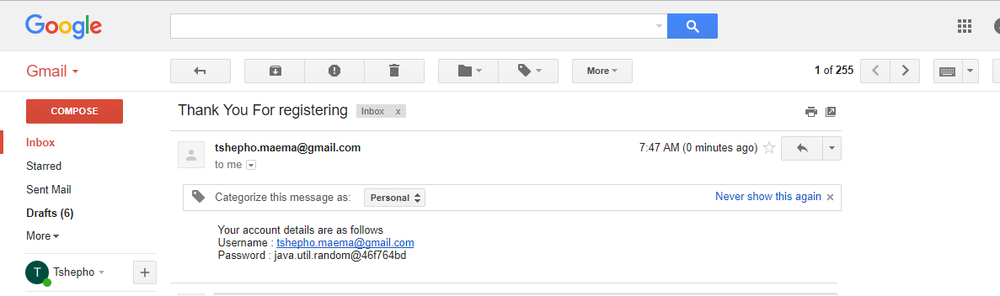 Google
Gmail
More
1 of 255
COMPOSE
Thank You For registering Inbox x
Inbox
Starred
Sent Mail
Drafts (6)
More
Tshepho
tshepho.maema@gmail.com 7:47 AM (0 minutes ago)
to me
Categorize this message as: Personal Never show this again
Your account details are as follows
Username : tshepho.maema@gmail.com
Password : java.util.random@46f764bd
T